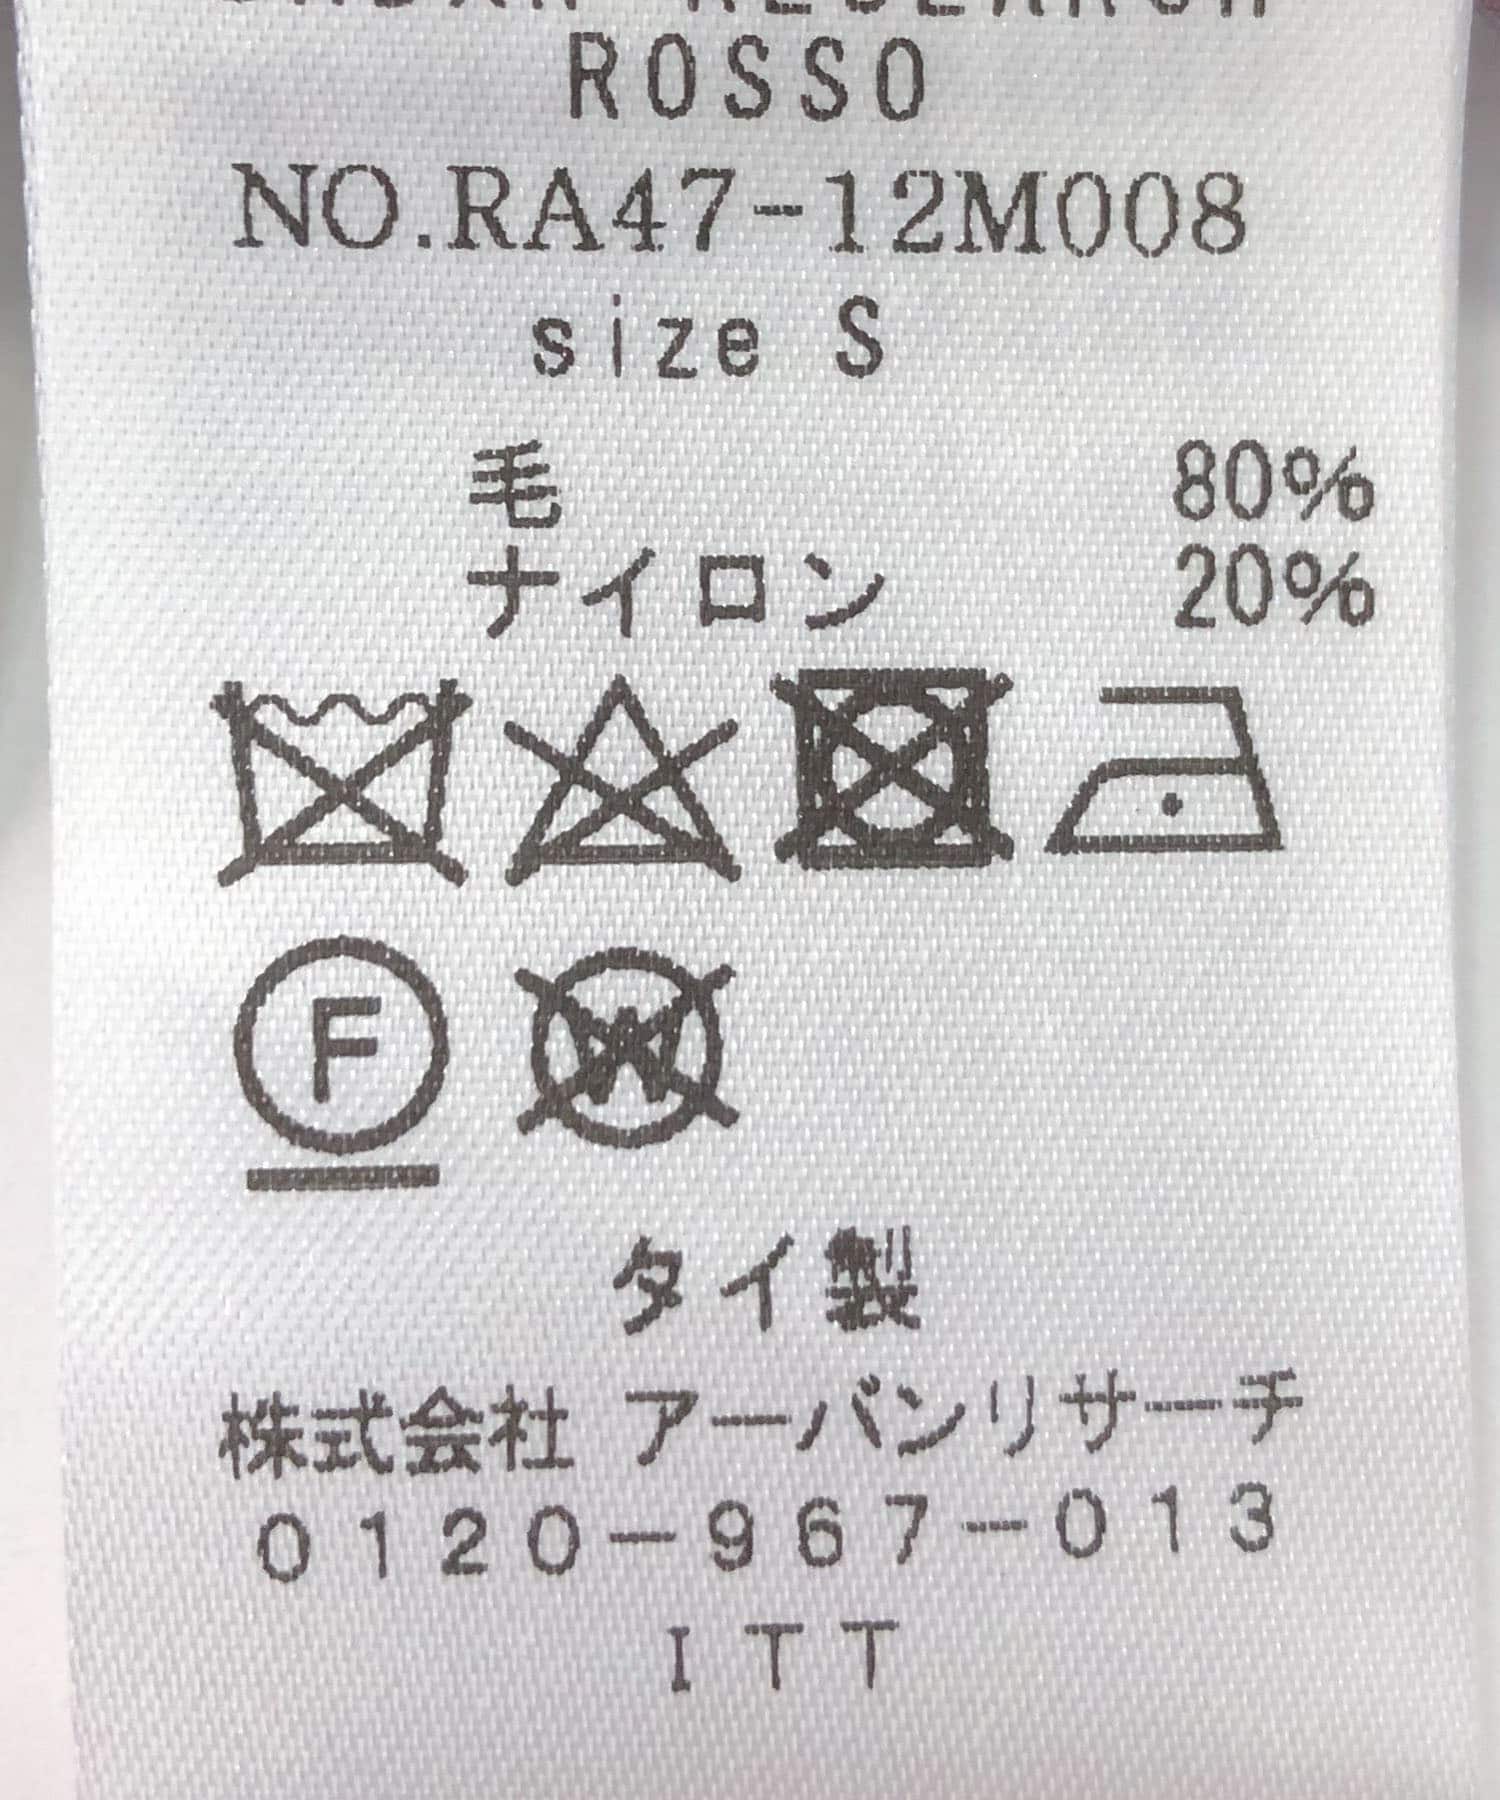 ROSSO
NO.RA47-12M008
size S
毛 80%
ナイロン 20%
F
W
タイ製
株式会社 アーバンリサーチ
0120-967-013
ITT